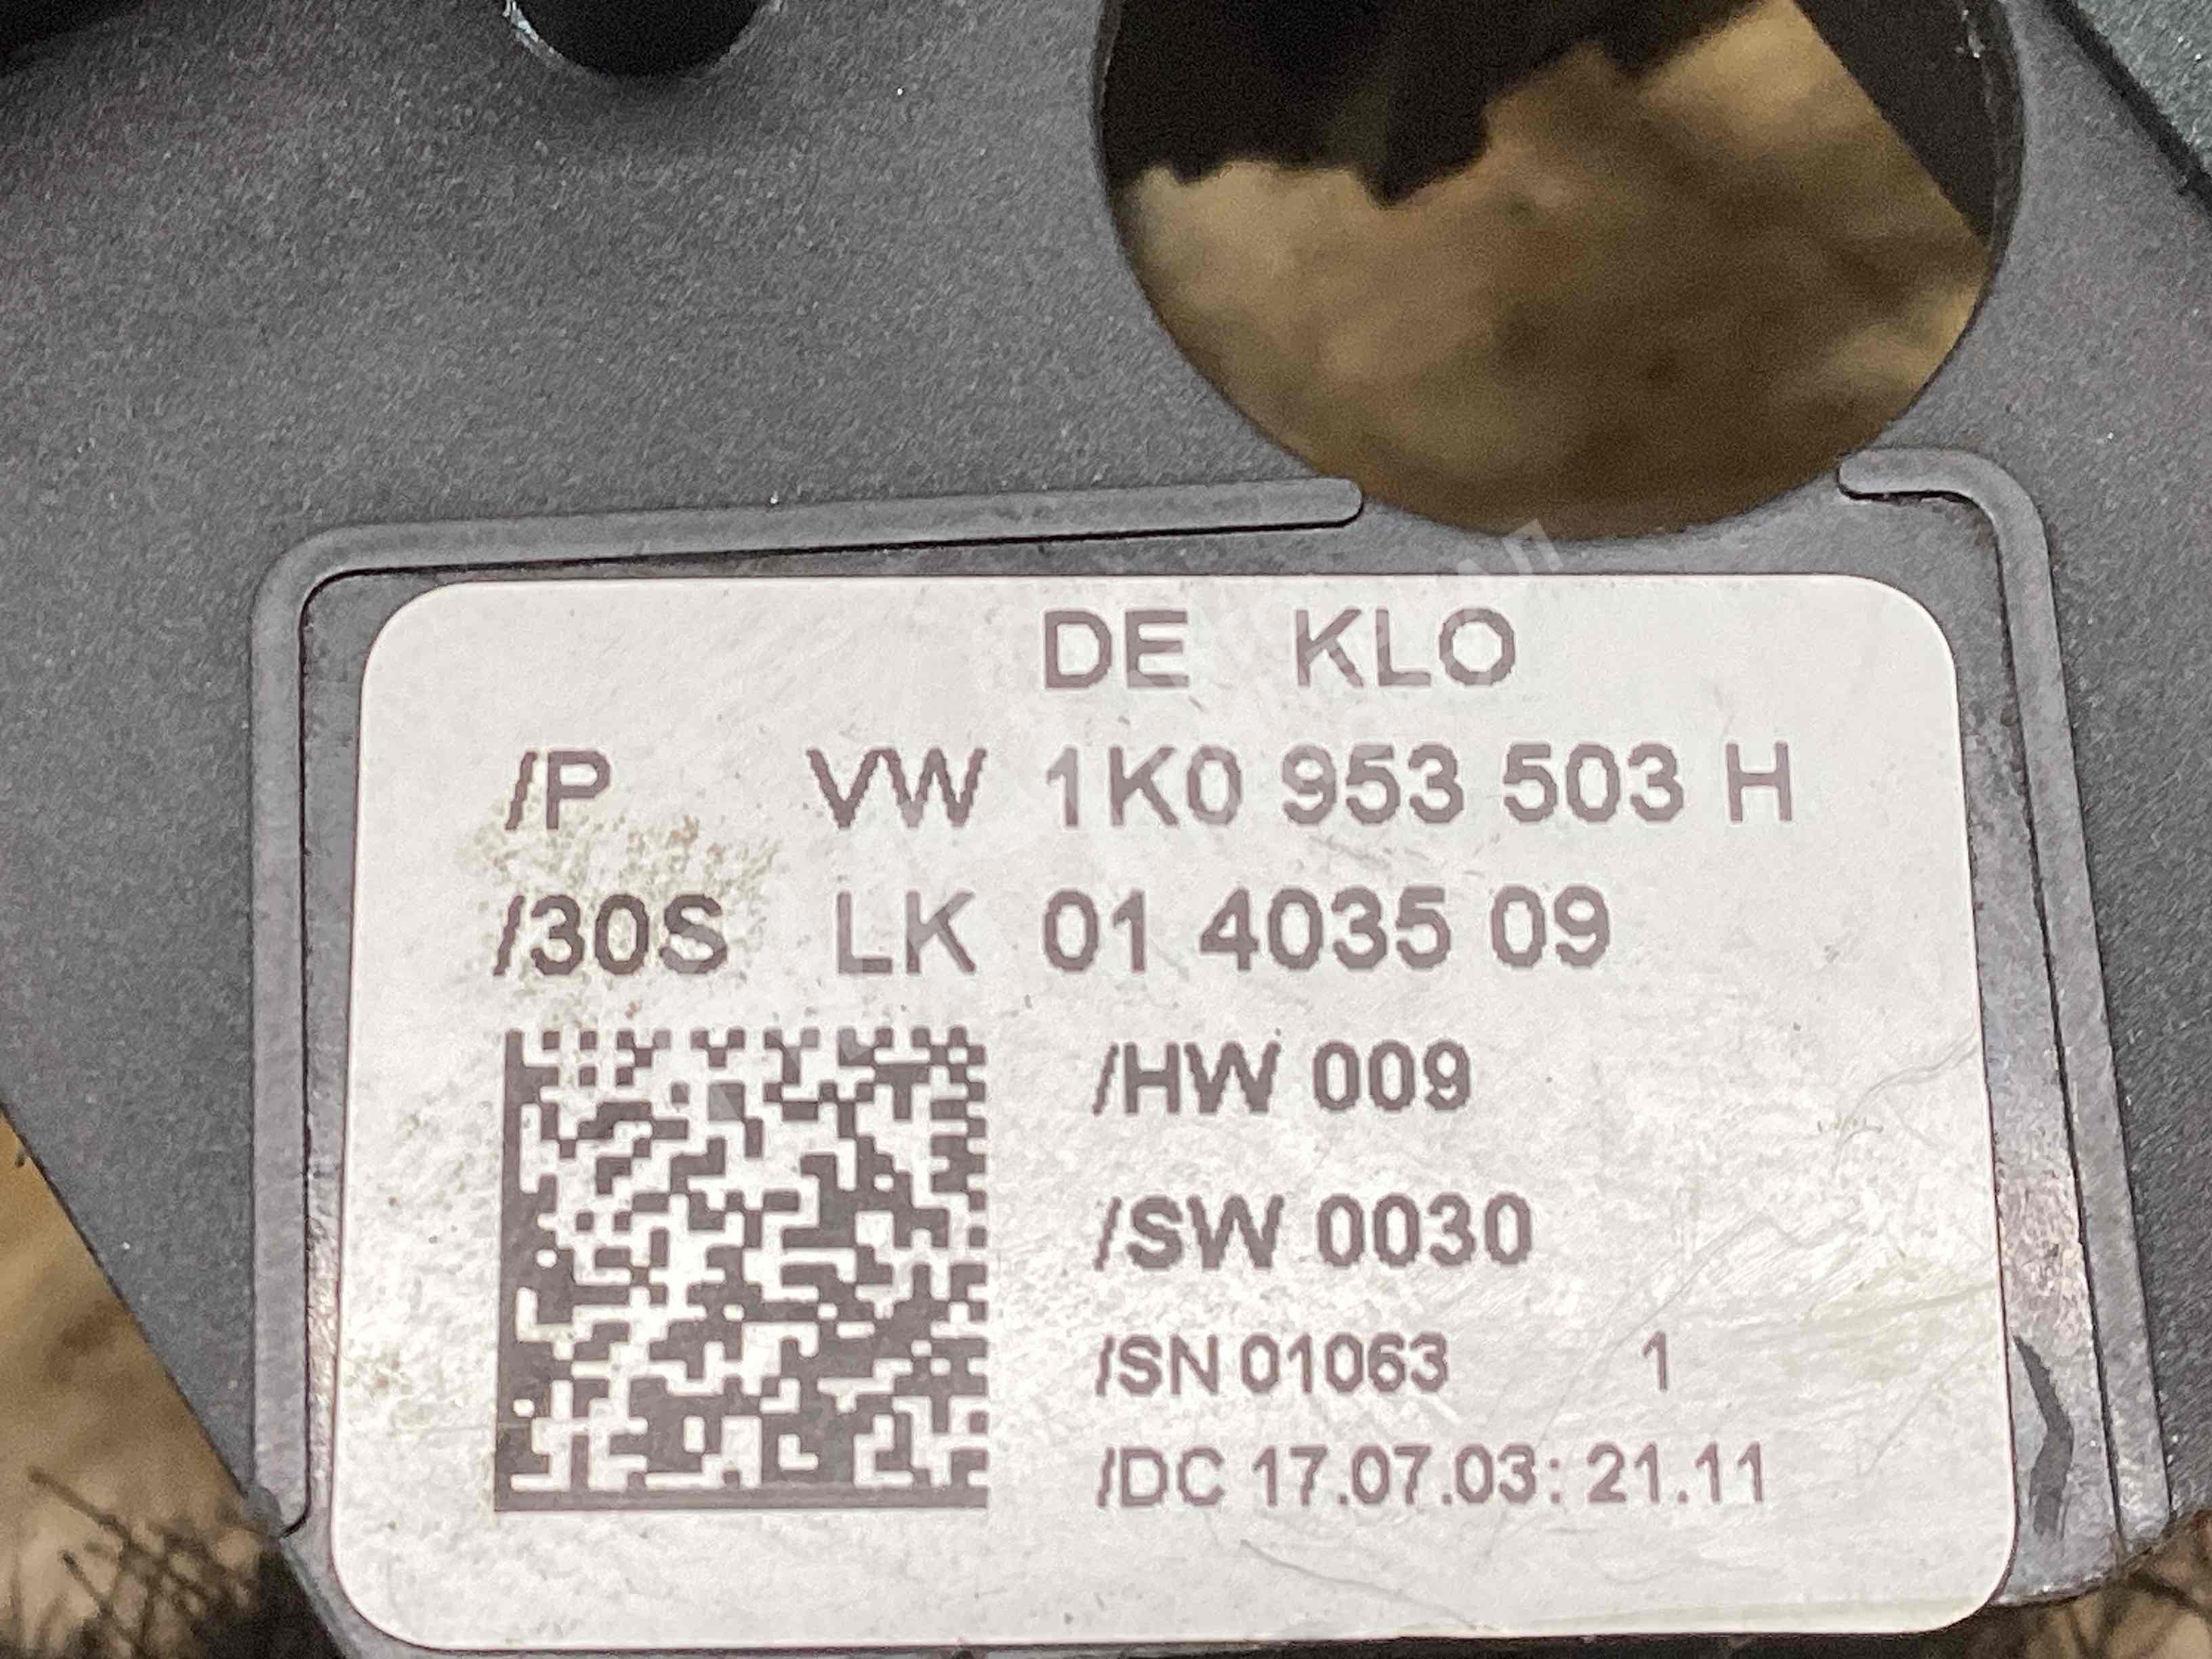 DE KLO
/P VW 1K0 953 503 H
/30S LK 01 4035 09
/HW 009
/SW 0030
/SN 01063 1
/DC 17.07.03: 21.11